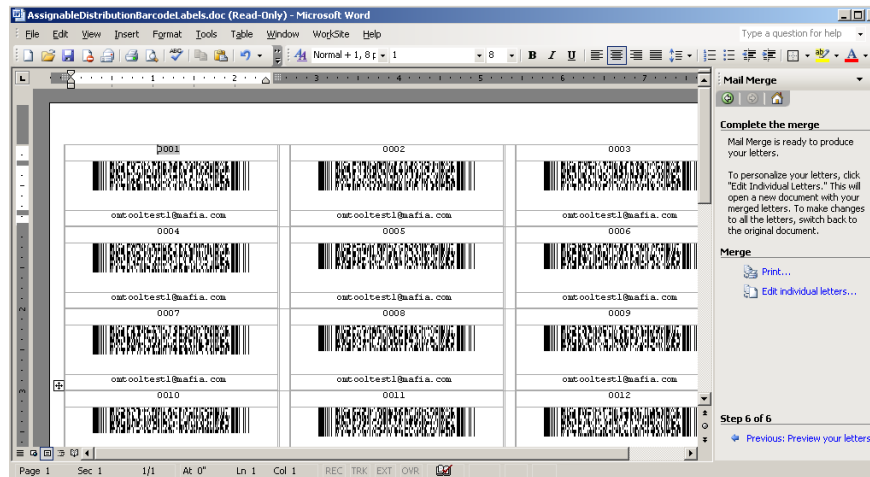 AssignableDistributionBarcodeLabels.doc (Read-Only) - Microsoft Word
File Edit View Insert Format Tools Table Window WorkSite Help
Type a question for help
Normal + 1, 8 p 1 8 B I U
1 2 3 4 5 6 7
Mail Merge
Complete the merge
Mail Merge is ready to produce
your letters.
To personalize your letters, click
"Edit Individual Letters." This will
open a new document with your
merged letters. To make changes
to all the letters, switch back to
the original document.
Merge
Print...
Edit individual letters...
0001 0002 0003
omtooltest1@mafia.com omtooltest1@mafia.com omtooltest1@mafia.com
0004 0005 0006
omtooltest1@mafia.com omtooltest1@mafia.com omtooltest1@mafia.com
0007 0008 0009
omtooltest1@mafia.com omtooltest1@mafia.com omtooltest1@mafia.com
0010 0011 0012
Step 6 of 6
Previous: Preview your letters
Page 1 Sec 1 1/1 At 0" Ln 1 Col 1 REC TRK EXT OVR